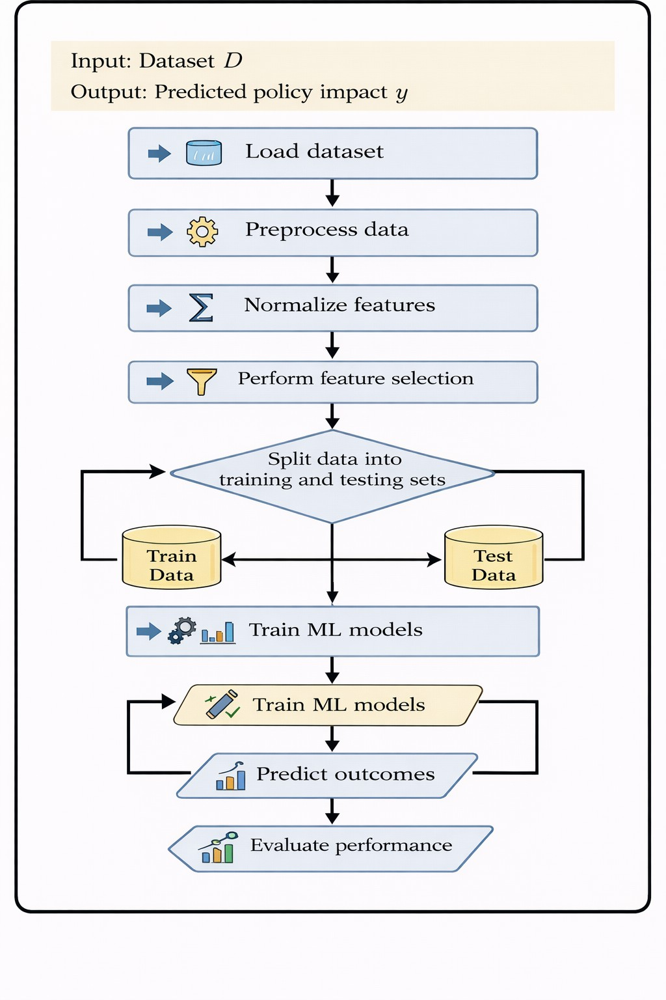 Input: Dataset D
Output: Predicted policy impact y
Load dataset
Preprocess data
Normalize features
Perform feature selection
Split data into
training and testing sets
Train
Data
Test
Data
Train ML models
Train ML models
Predict outcomes
Evaluate performance